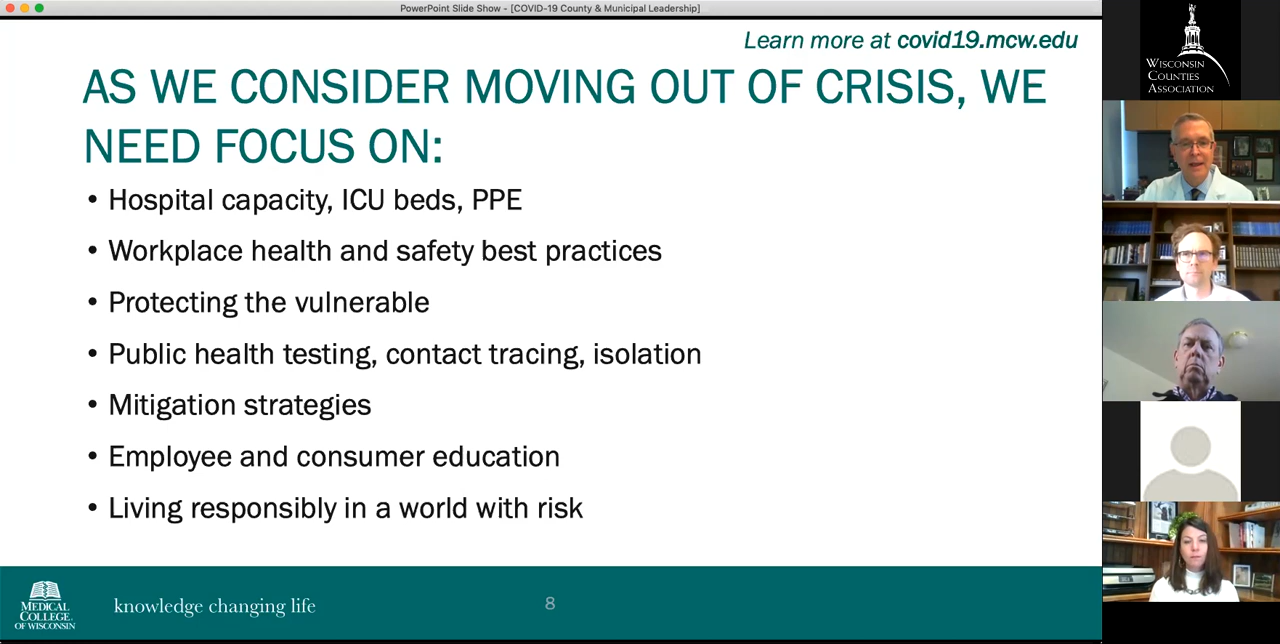 PowerPoint Slide Show - [COVID-19 County & Municipal Leadership]
Learn more at covid19.mcw.edu
AS WE CONSIDER MOVING OUT OF CRISIS, WE
NEED FOCUS ON:
• Hospital capacity, ICU beds, PPE
• Workplace health and safety best practices
• Protecting the vulnerable
• Public health testing, contact tracing, isolation
• Mitigation strategies
• Employee and consumer education
• Living responsibly in a world with risk
MEDICAL
COLLEGE
OF WISCONSIN
knowledge changing life
8
WISCONSIN
COUNTIES
ASSOCIATION